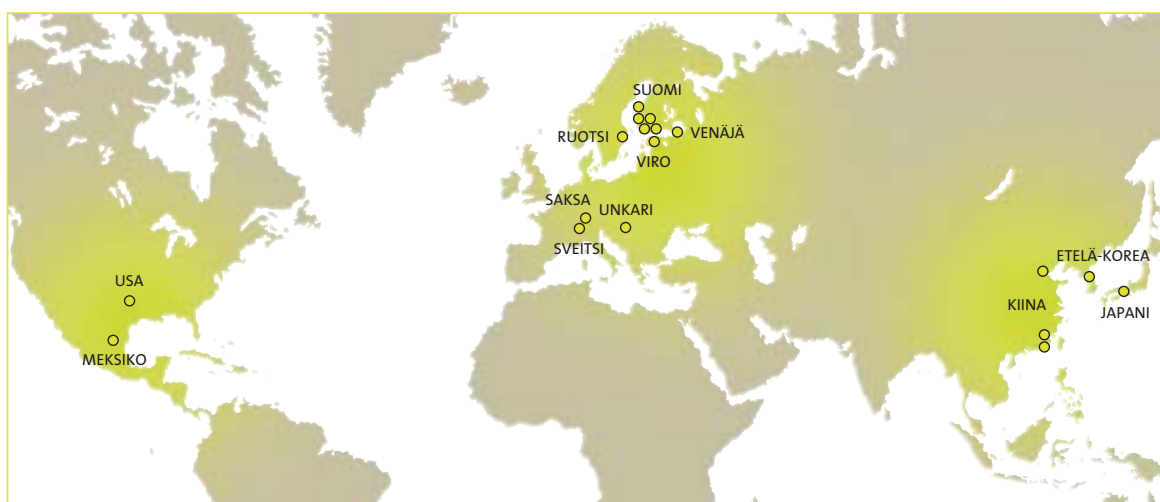 SUOMI
RUOTSI
VENÄJÄ
VIRO
SAKSA
UNKARI
SVEITSI
USA
MEKSIKO
ETELÄ-KOREA
KIINA
JAPANI